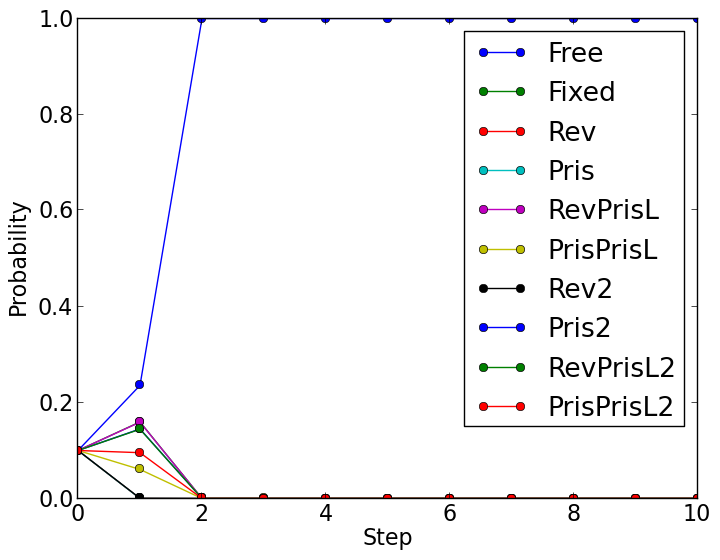 1.0
0.8
0.6
0.4
0.2
0.0
Probability
0 2 4 6 8 10
Step
Free
Fixed
Rev
Pris
RevPrisL
PrisPrisL
Rev2
Pris2
RevPrisL2
PrisPrisL2